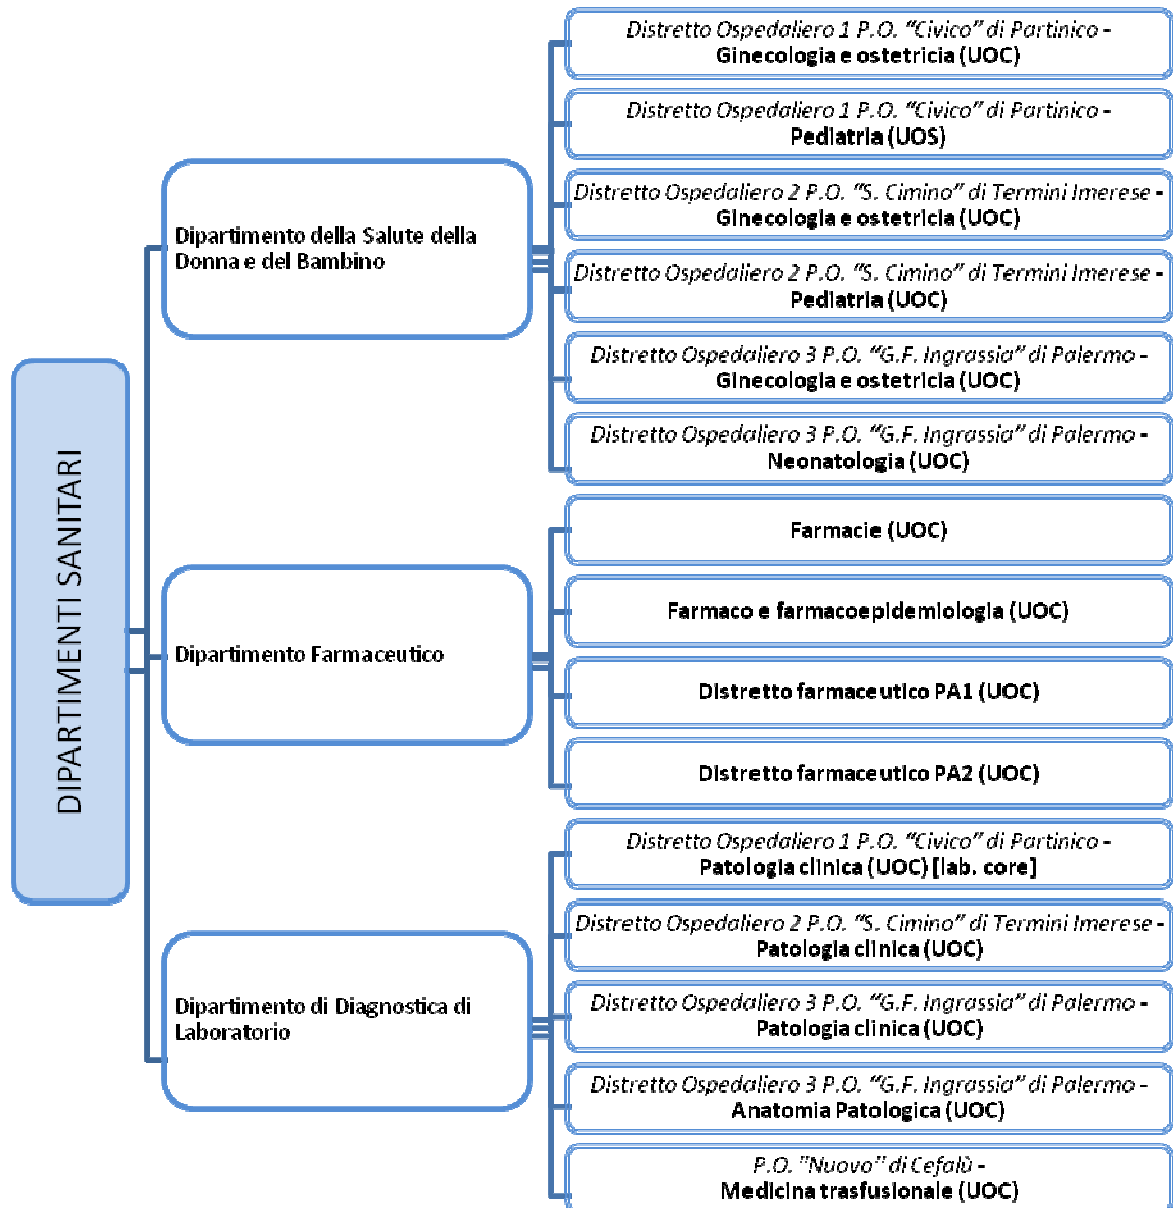 DIPARTIMENTI SANITARI
Dipartimento della Salute della
Donna e del Bambino
Distretto Ospedaliero 1 P.O. "Civico" di Partinico -
Ginecologia e ostetricia (UOC)
Distretto Ospedaliero 1 P.O. "Civico" di Partinico -
Pediatria (UOS)
Distretto Ospedaliero 2 P.O. "S. Cimino" di Termini Imerese -
Ginecologia e ostetricia (UOC)
Distretto Ospedaliero 2 P.O. "S. Cimino" di Termini Imerese -
Pediatria (UOC)
Distretto Ospedaliero 3 P.O. "G.F. Ingrassia" di Palermo -
Ginecologia e ostetricia (UOC)
Distretto Ospedaliero 3 P.O. "G.F. Ingrassia" di Palermo -
Neonatologia (UOC)
Dipartimento Farmaceutico
Farmacie (UOC)
Farmaco e farmacoepidemiologia (UOC)
Distretto farmaceutico PA1 (UOC)
Distretto farmaceutico PA2 (UOC)
Dipartimento di Diagnostica di
Laboratorio
Distretto Ospedaliero 1 P.O. "Civico" di Partinico -
Patologia clinica (UOC) [lab. core]
Distretto Ospedaliero 2 P.O. "S. Cimino" di Termini Imerese -
Patologia clinica (UOC)
Distretto Ospedaliero 3 P.O. "G.F. Ingrassia" di Palermo -
Patologia clinica (UOC)
Distretto Ospedaliero 3 P.O. "G.F. Ingrassia" di Palermo -
Anatomia Patologica (UOC)
P.O. "Nuovo" di Cefalù -
Medicina trasfusionale (UOC)